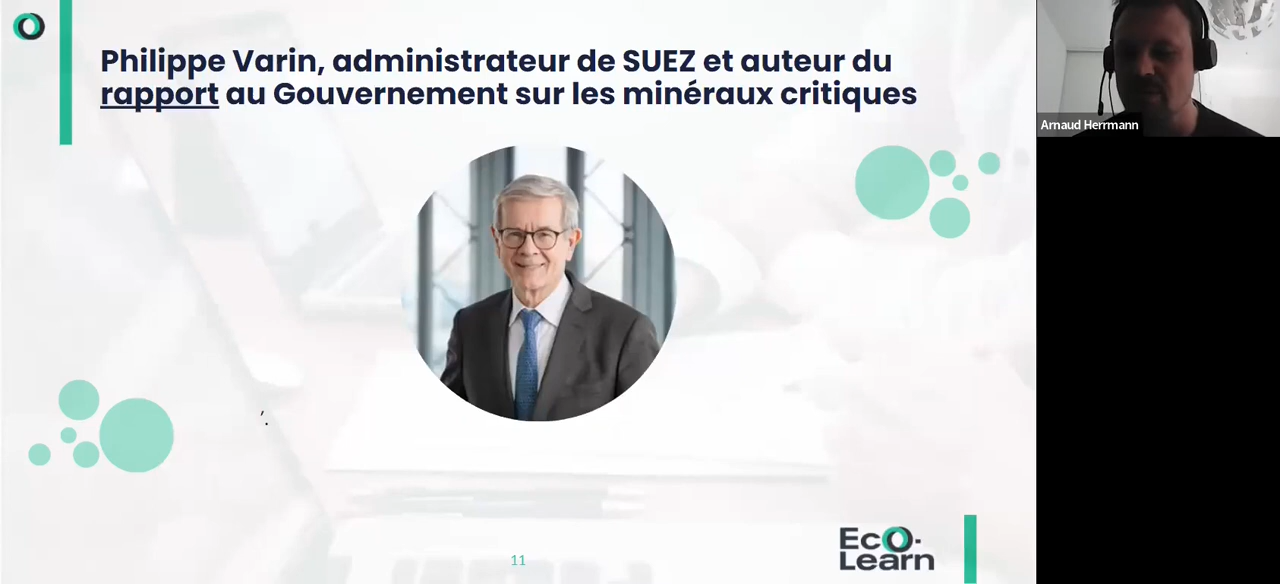 Philippe Varin, administrateur de SUEZ et auteur du
rapport au Gouvernement sur les minéraux critiques
Arnaud Herrmann
11
Eco-
Learn